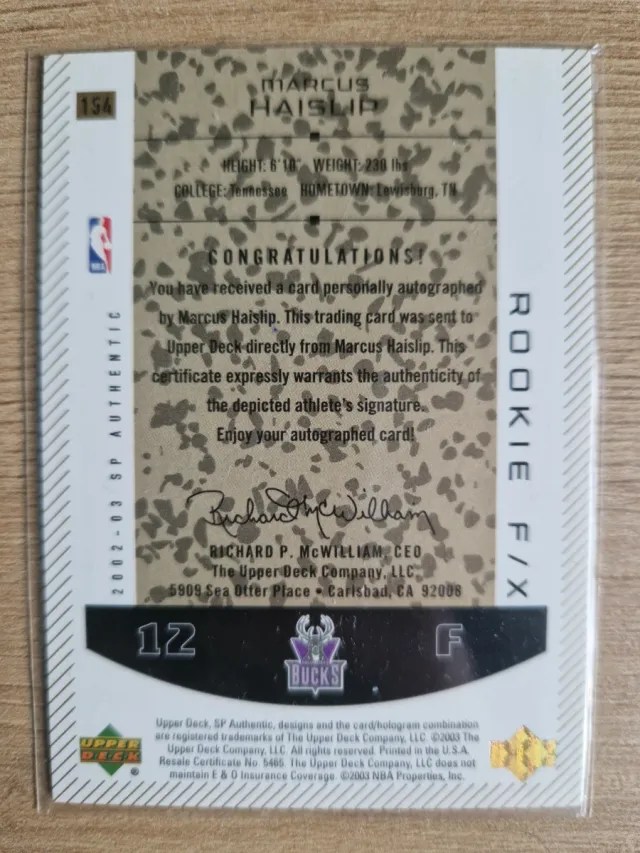 154
MARCUS
HAISLIP
HEIGHT: 6'10" WEIGHT: 230 lbs
COLLEGE: Tennessee HOMETOWN: Lewisburg, TN
NBA
2002-03 SP AUTHENTIC
CONGRATULATIONS!
You have received a card personally autographed
by Marcus Haislip. This trading card was sent to
Upper Deck directly from Marcus Haislip. This
certificate expressly warrants the authenticity of
the depicted athlete's signature.
Enjoy your autographed card!
ROOKIE F/X
Richard McWilliam
RICHARD P. McWILLIAM, CEO
The Upper Deck Company, LLC
5909 Sea Otter Place • Carlsbad, CA 92008
12
BUCKS
F
UPPER
DECK
®
Upper Deck, SP Authentic, designs and the card/hologram combination
are registered trademarks of The Upper Deck Company, LLC. ©2003 The
Upper Deck Company, LLC. All rights reserved. Printed in the U.S.A.
Resale Certificate No. 5465. The Upper Deck Company, LLC does not
maintain E & O Insurance Coverage. ©2003 NBA Properties, Inc.